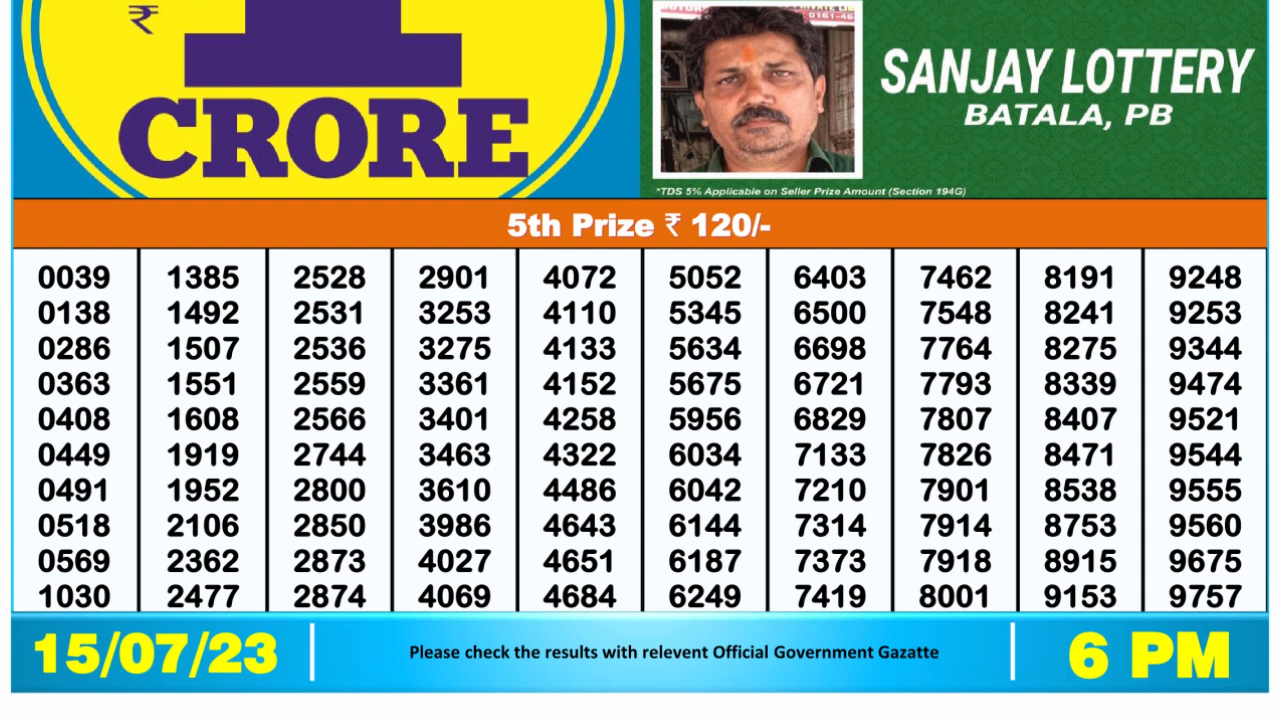 ₹
1
CRORE
0161-46
SANJAY LOTTERY
BATALA, PB
*TDS 5% Applicable on Seller Prize Amount (Section 194G)
5th Prize ₹ 120/-
0039 1385 2528 2901 4072 5052 6403 7462 8191 9248
0138 1492 2531 3253 4110 5345 6500 7548 8241 9253
0286 1507 2536 3275 4133 5634 6698 7764 8275 9344
0363 1551 2559 3361 4152 5675 6721 7793 8339 9474
0408 1608 2566 3401 4258 5956 6829 7807 8407 9521
0449 1919 2744 3463 4322 6034 7133 7826 8471 9544
0491 1952 2800 3610 4486 6042 7210 7901 8538 9555
0518 2106 2850 3986 4643 6144 7314 7914 8753 9560
0569 2362 2873 4027 4651 6187 7373 7918 8915 9675
1030 2477 2874 4069 4684 6249 7419 8001 9153 9757
15/07/23
Please check the results with relevent Official Government Gazatte
6 PM